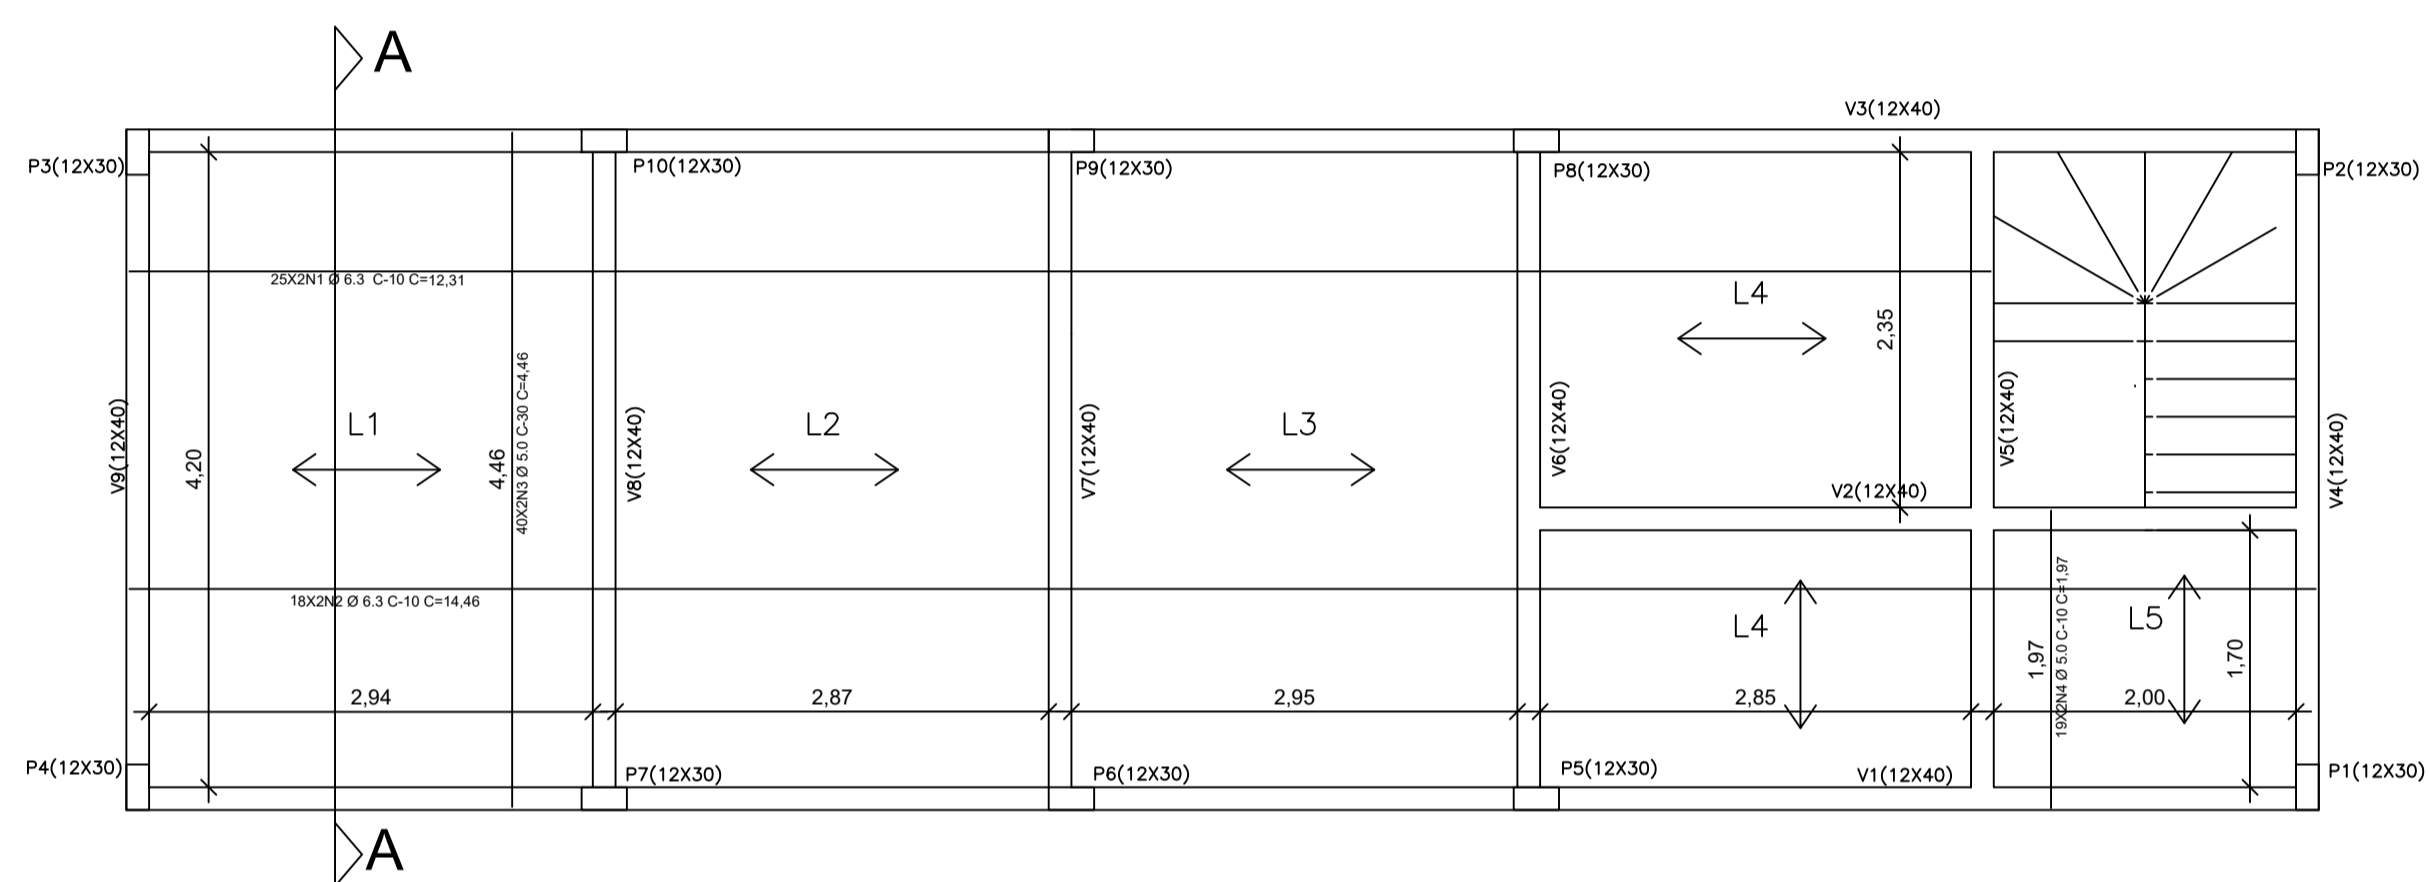 A
V3(12X40)
P3(12X30)
P10(12X30)
P9(12X30)
P8(12X30)
P2(12X30)
25X2N1 Ø 6.3 C-10 C=12,31
L4
2,35
L1
L2
L3
V9(12X40)
4,20
4,46
40X2N3 Ø 5.0 C-30 C=4,46
V8(12X40)
V7(12X40)
V6(12X40)
V5(12X40)
V4(12X40)
V2(12X40)
18X2N2 Ø 6.3 C-10 C=14,46
L4
L5
1,97
19X2N4 Ø 5.0 C-10 C=1,97
1,70
2,94
2,87
2,95
2,85
2,00
P4(12X30)
P7(12X30)
P6(12X30)
P5(12X30)
V1(12X40)
P1(12X30)
A